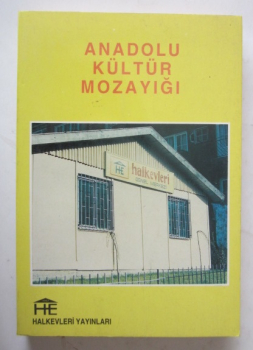 ANADOLU
KÜLTÜR
MOZAYIĞI
HE
halkevleri
HE
HALKEVLERİ YAYINLARI